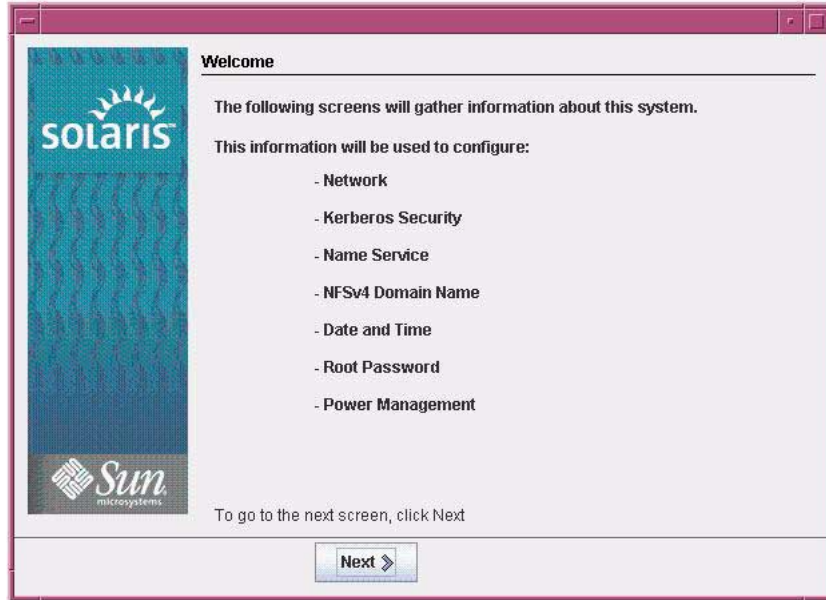 Welcome
The following screens will gather information about this system.
This information will be used to configure:
- Network
- Kerberos Security
- Name Service
- NFSv4 Domain Name
- Date and Time
- Root Password
- Power Management
solaris™
Sun
microsystems
To go to the next screen, click Next
Next